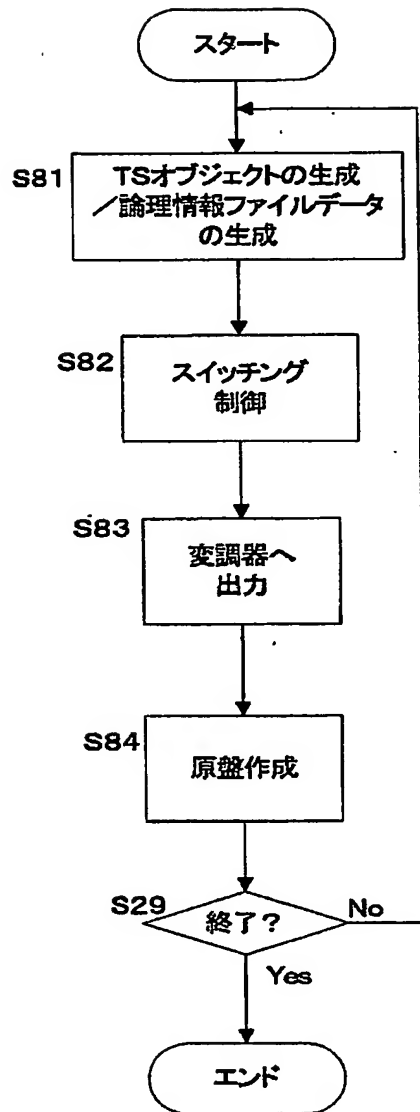 スタート
S81
TSオブジェクトの生成
／論理情報ファイルデータ
の生成
S82
スイッチング
制御
S83
変調器へ
出力
S84
原盤作成
S29
終了？
No
Yes
エンド